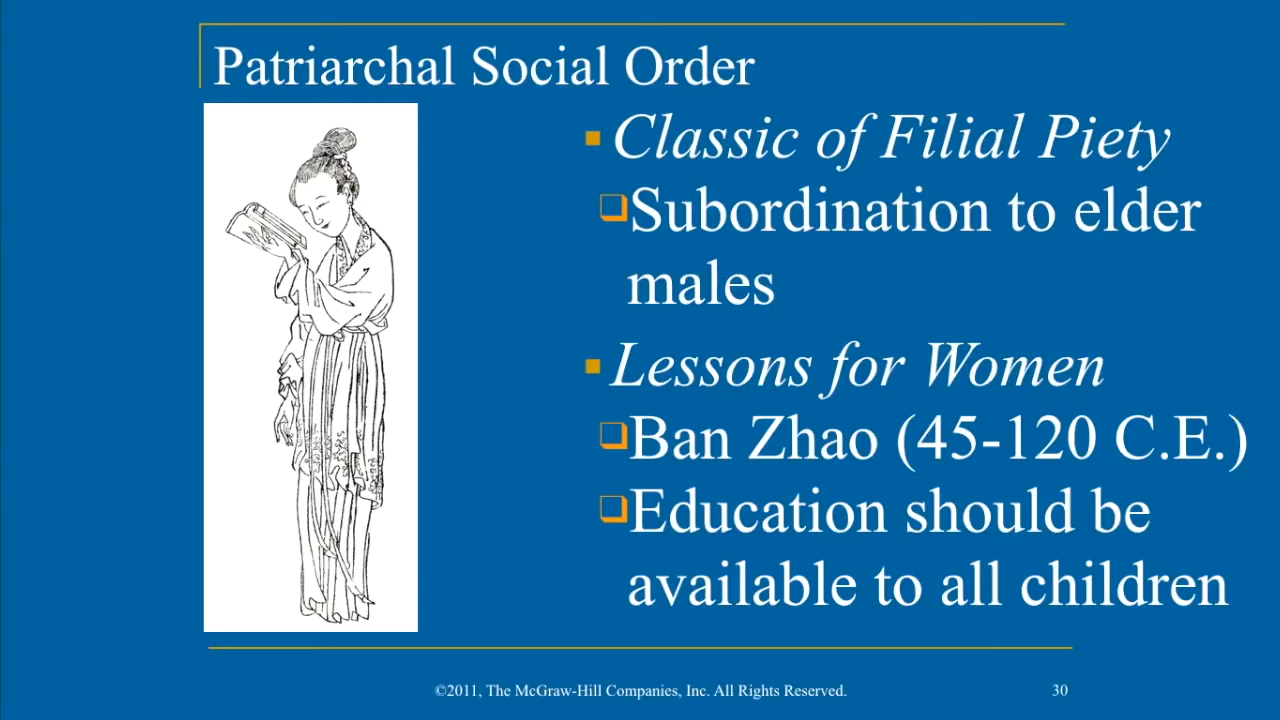 Patriarchal Social Order
Classic of Filial Piety
Subordination to elder
males
Lessons for Women
Ban Zhao (45-120 C.E.)
Education should be
available to all children
©2011, The McGraw-Hill Companies, Inc. All Rights Reserved.
30